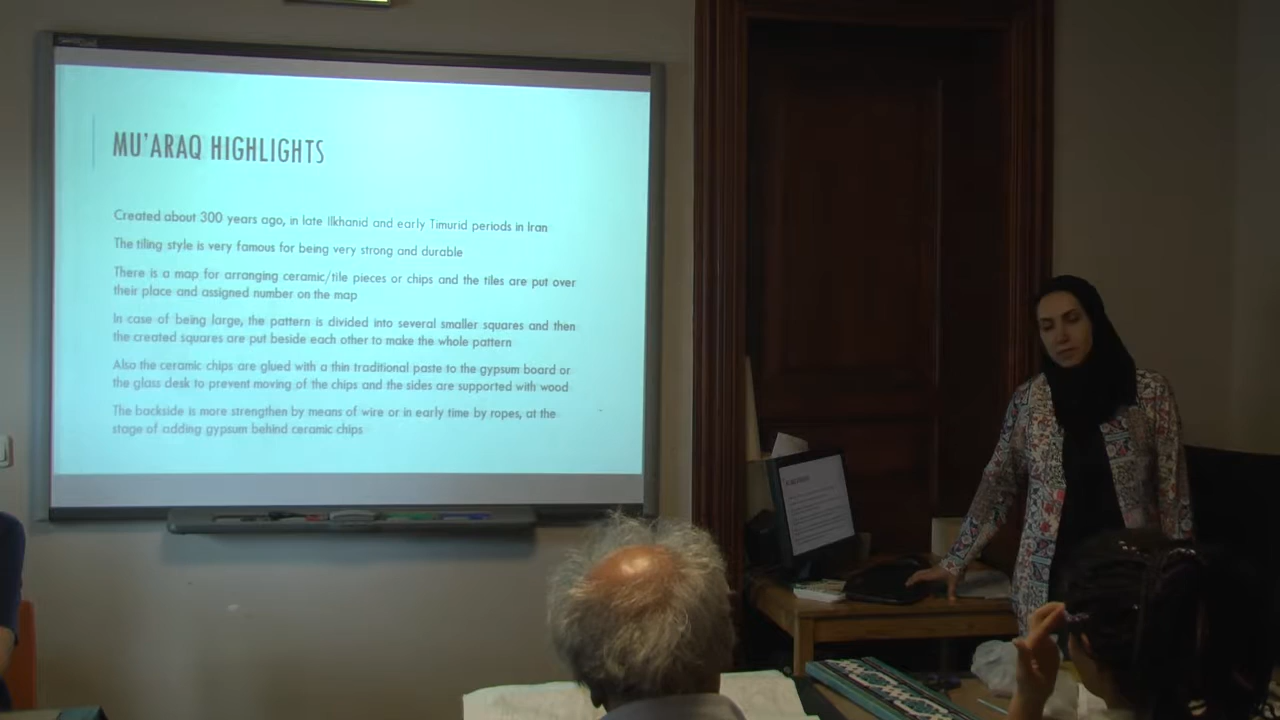 MU'ARAQ HIGHLIGHTS
Created about 300 years ago, in late Ilkhanid and early Timurid periods in Iran
The tiling style is very famous for being very strong and durable
There is a map for arranging ceramic/tile pieces or chips and the tiles are put over
their place and assigned number on the map
In case of being large, the pattern is divided into several smaller squares and then
the created squares are put beside each other to make the whole pattern
Also the ceramic chips are glued with a thin traditional paste to the gypsum board or
the glass desk to prevent moving of the chips and the sides are supported with wood
The backside is more strengthen by means of wire or in early time by ropes, at the
stage of adding gypsum behind ceramic chips